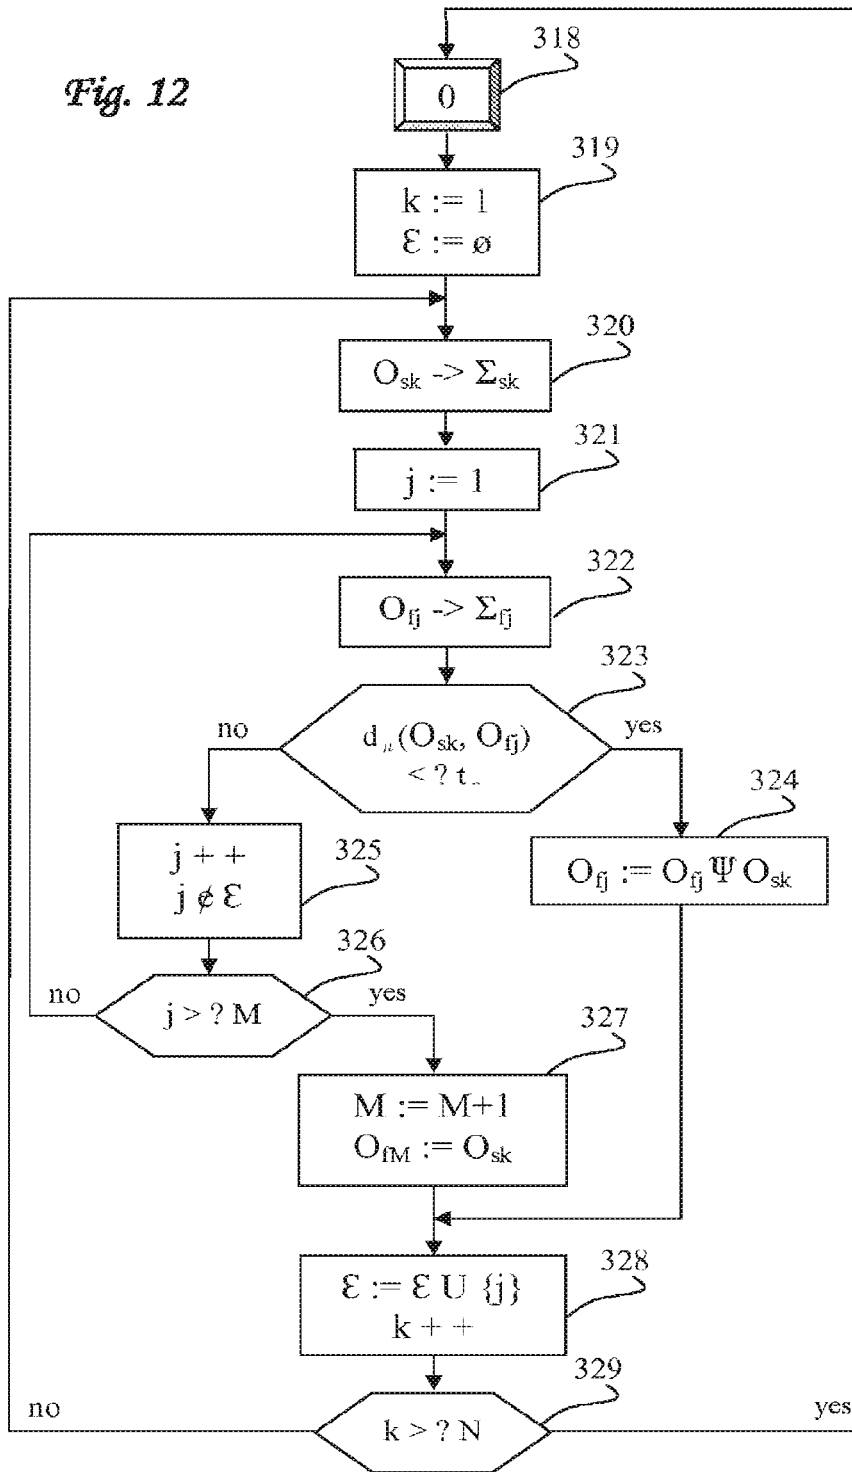 Fig. 12
318
0
319
k := 1
Ɛ := ø
320
O_sk -> Σ_sk
321
j := 1
322
O_fj -> Σ_fj
323
no
d_μ(O_sk, O_fj)
yes
< ? t
324
j + +
325
O_fj := O_fj Ψ O_sk
j ∉ Ɛ
326
no
j > ? M
yes
327
M := M+1
O_fM := O_sk
328
Ɛ := Ɛ U {j}
k + +
329
no
k > ? N
yes